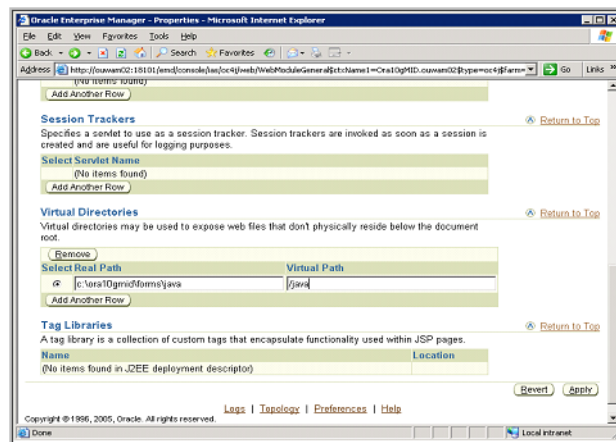 Oracle Enterprise Manager - Properties - Microsoft Internet Explorer
File Edit View Favorites Tools Help
Back Search Favorites
Address http://ouwam02:18101/emd/console/ias/oc4j/web/WebModuleGeneral$ctxName1=Ora10gMID.ouwam02$type=oc4j$farm= Go Links »
(No items found)
Add Another Row
Session Trackers Return to Top
Specifies a servlet to use as a session tracker. Session trackers are invoked as soon as a session is
created and are useful for logging purposes.
Select Servlet Name
(No items found)
Add Another Row
Virtual Directories Return to Top
Virtual directories may be used to expose web files that don't physically reside below the document
root.
Remove
Select Real Path Virtual Path
c:\ora10gmid\forms\java /java
Add Another Row
Tag Libraries Return to Top
A tag library is a collection of custom tags that encapsulate functionality used within JSP pages.
Name Location
(No items found in J2EE deployment descriptor)
Revert Apply
Logs | Topology | Preferences | Help
Copyright © 1996, 2005, Oracle. All rights reserved.
Done Local intranet